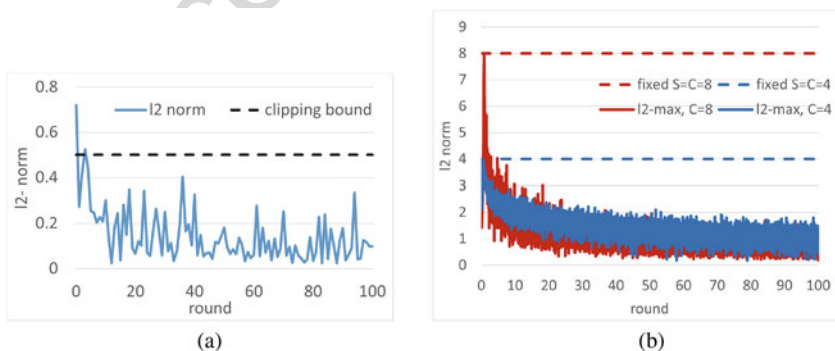 0.8
0.6
0.4
0.2
0
l2- norm
l2 norm
clipping bound
0 20 40 60 80 100
round
(a)
9
8
7
6
5
4
3
2
1
0
l2 norm
fixed S=C=8 fixed S=C=4
l2-max, C=8 l2-max, C=4
0 10 20 30 40 50 60 70 80 90 100
round
(b)